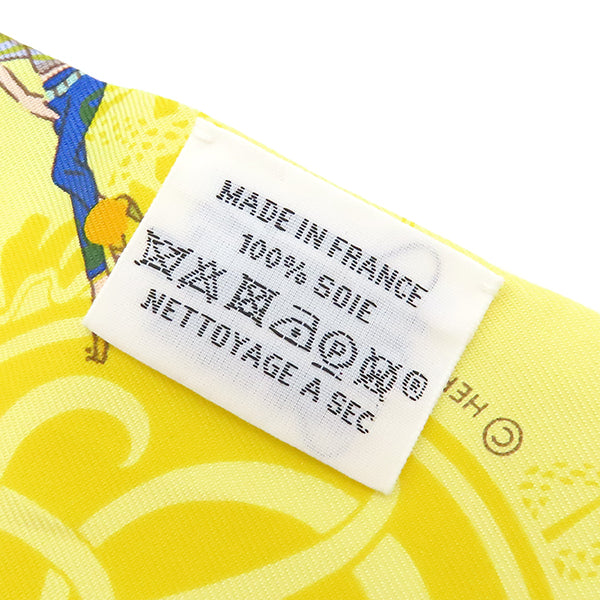 MADE IN FRANCE
100% SOIE
P ®
NETTOYAGE A SEC
© HER